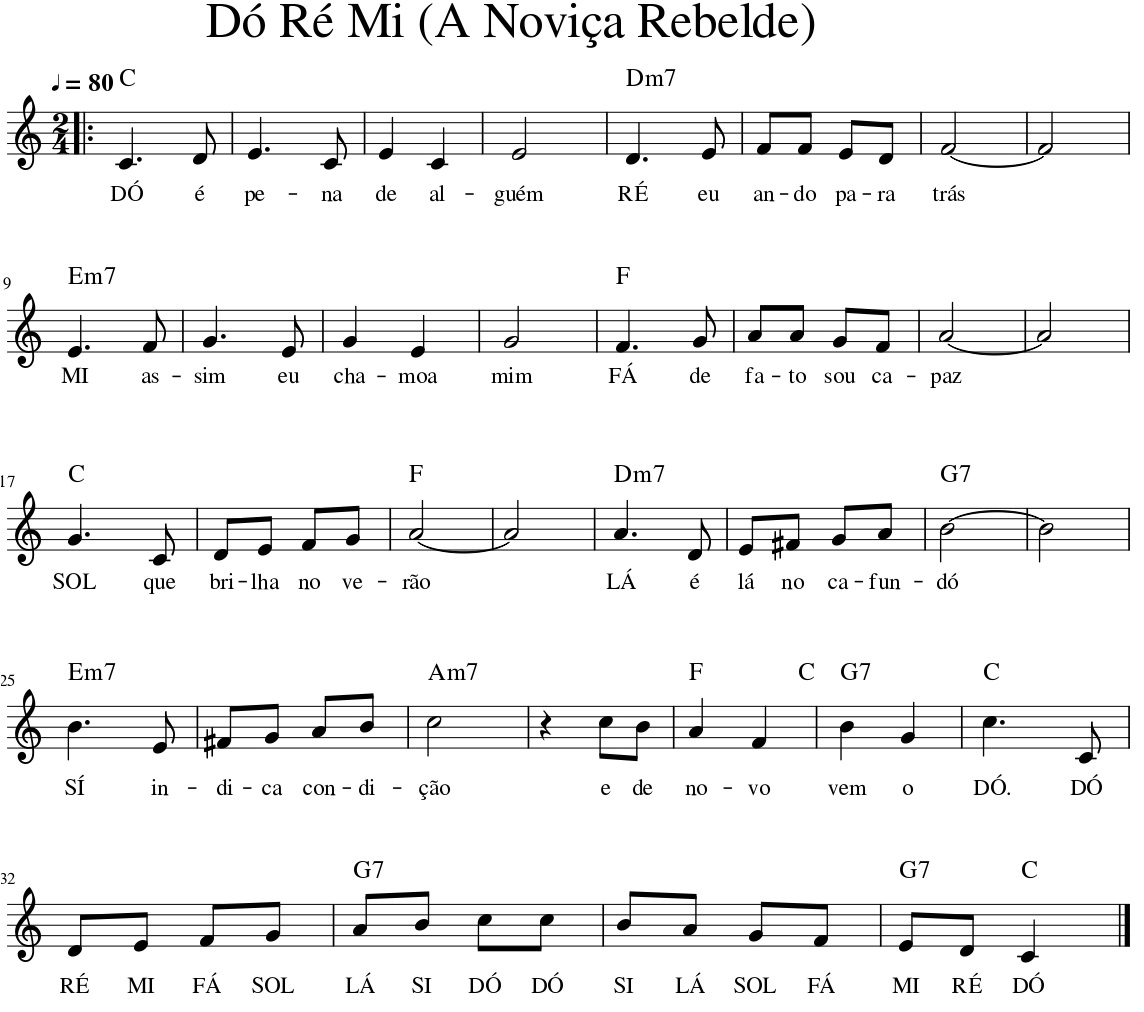 Dó Ré Mi (A Noviça Rebelde)
♩ = 80 C Dm7
2/4
DÓ é pe - na de al - guém RÉ eu an - do pa - ra trás
9 Em7 F
MI as - sim eu cha - moa mim FÁ de fa - to sou ca - paz
17 C F Dm7 G7
SOL que bri - lha no ve - rão LÁ é lá no ca - fun - dó
25 Em7 Am7 F C G7 C
SÍ in - di - ca con - di - ção e de no - vo vem o DÓ. DÓ
32 G7 G7 C
RÉ MI FÁ SOL LÁ SI DÓ DÓ SI LÁ SOL FÁ MI RÉ DÓ